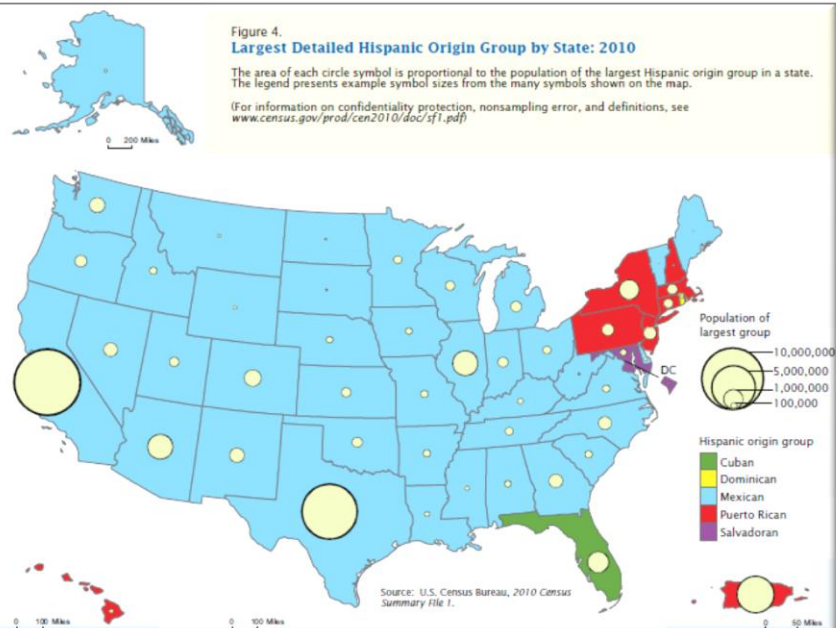 Figure 4.
Largest Detailed Hispanic Origin Group by State: 2010
The area of each circle symbol is proportional to the population of the largest Hispanic origin group in a state.
The legend presents example symbol sizes from the many symbols shown on the map.
(For information on confidentiality protection, nonsampling error, and definitions, see
www.census.gov/prod/cen2010/doc/sf1.pdf)
0 200 Miles
Population of
largest group
10,000,000
5,000,000
1,000,000
100,000
DC
Hispanic origin group
Cuban
Dominican
Mexican
Puerto Rican
Salvadoran
Source: U.S. Census Bureau, 2010 Census
Summary File 1.
0 100 Miles
0 100 Miles
0 50 Miles